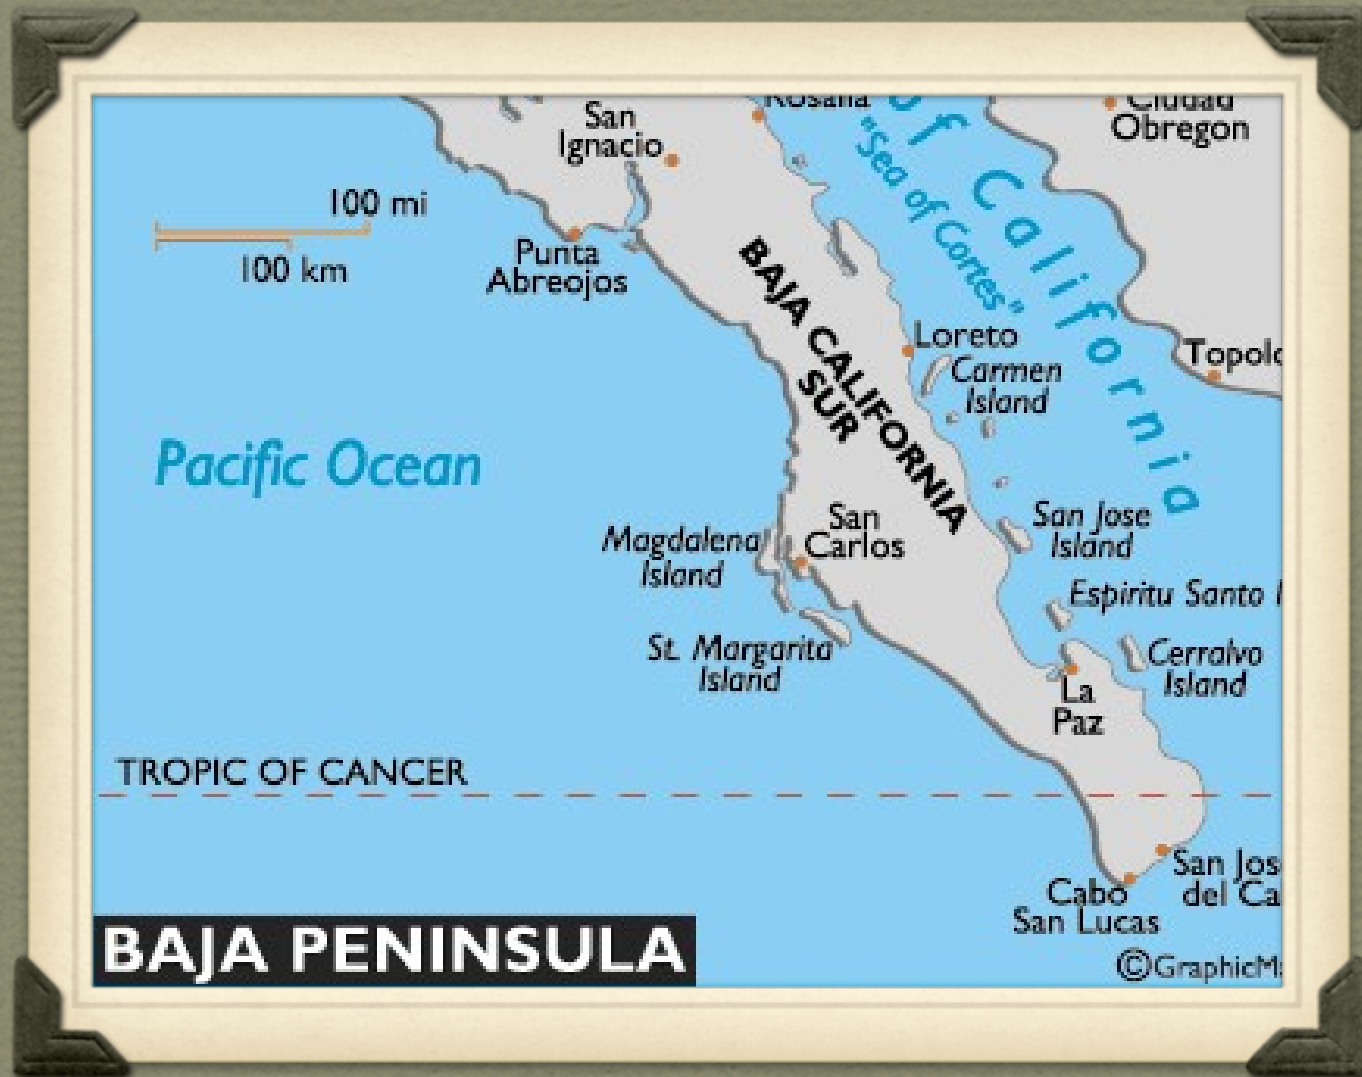 Rosalia
Ciudad
Obregon
San
Ignacio
of California
"Sea of Cortes"
100 mi
100 km
Punta
Abreojos
BAJA CALIFORNIA
SUR
Loreto
Carmen
Island
Topolo
Pacific Ocean
San
Carlos
Magdalena
Island
San Jose
Island
Espiritu Santo I
St. Margarita
Island
Cerralvo
Island
La
Paz
TROPIC OF CANCER
San Jos
del Ca
Cabo
San Lucas
BAJA PENINSULA
©GraphicMa